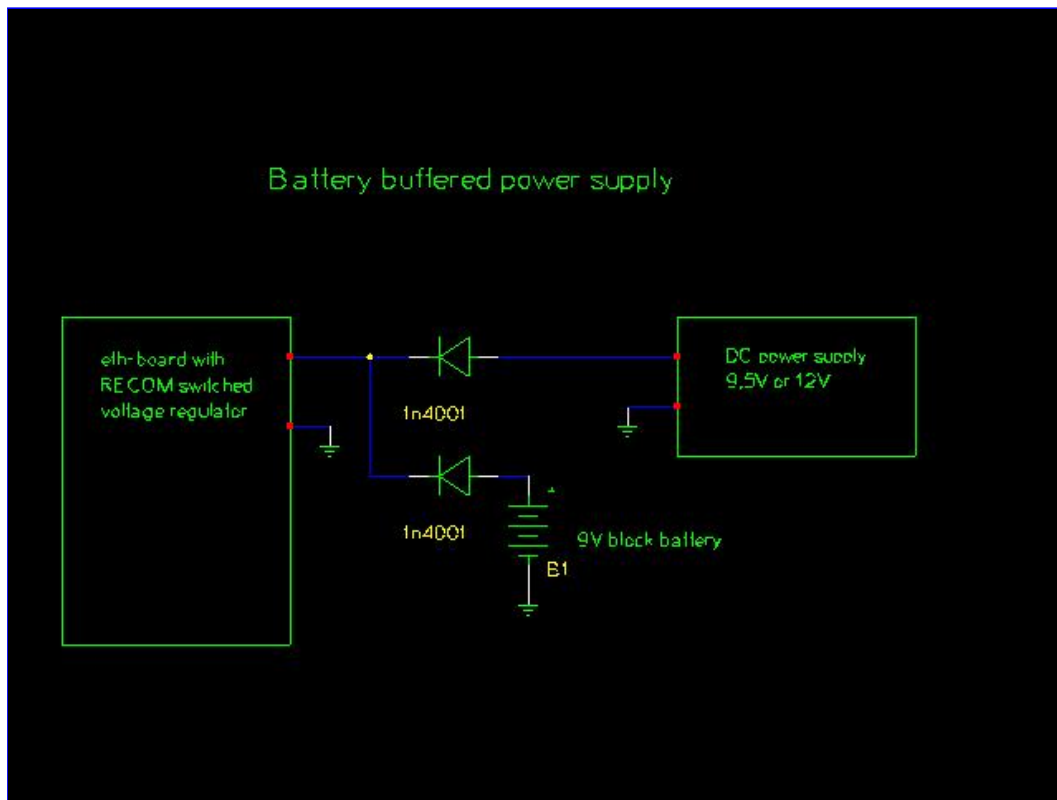 Battery buffered power supply
eth-board with
RECOM switched
voltage regulator
DC power supply
9,5V or 12V
1n4001
1n4001
+
9V block battery
B1